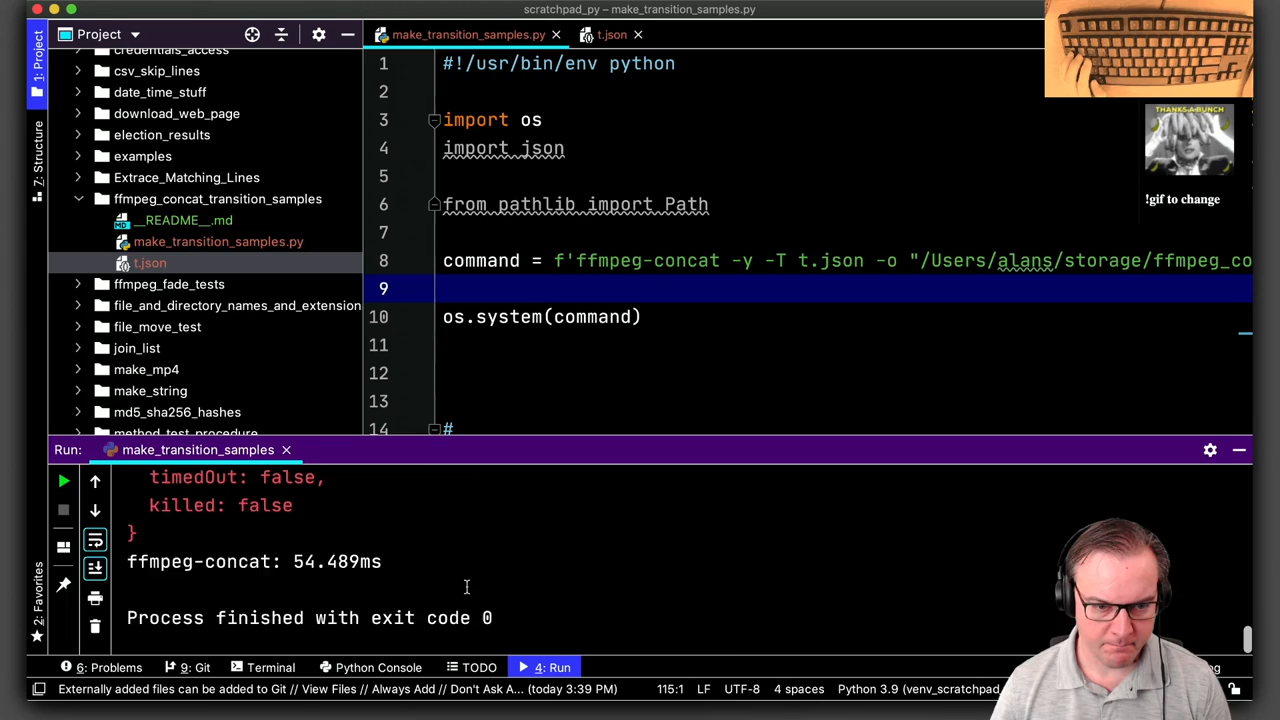 scratchpad_py – make_transition_samples.py
1: Project
7: Structure
2: Favorites
Project
credentials_access
csv_skip_lines
date_time_stuff
download_web_page
election_results
examples
Extrace_Matching_Lines
ffmpeg_concat_transition_samples
__README__.md
make_transition_samples.py
t.json
ffmpeg_fade_tests
file_and_directory_names_and_extension
file_move_test
join_list
make_mp4
make_string
md5_sha256_hashes
method_test_procedure
make_transition_samples.py
t.json
1 #!/usr/bin/env python
2
3 import os
4 import json
5
6 from pathlib import Path
7
8 command = f'ffmpeg-concat -y -T t.json -o "/Users/alans/storage/ffmpeg_co
9
10 os.system(command)
11
12
13
14 #
THANKS-A-BUNCH
!gif to change
Run: make_transition_samples
timedOut: false,
killed: false
}
ffmpeg-concat: 54.489ms
Process finished with exit code 0
6: Problems 9: Git Terminal Python Console TODO 4: Run
Externally added files can be added to Git // View Files // Always Add // Don't Ask A... (today 3:39 PM) 115:1 LF UTF-8 4 spaces Python 3.9 (venv_scratchpad